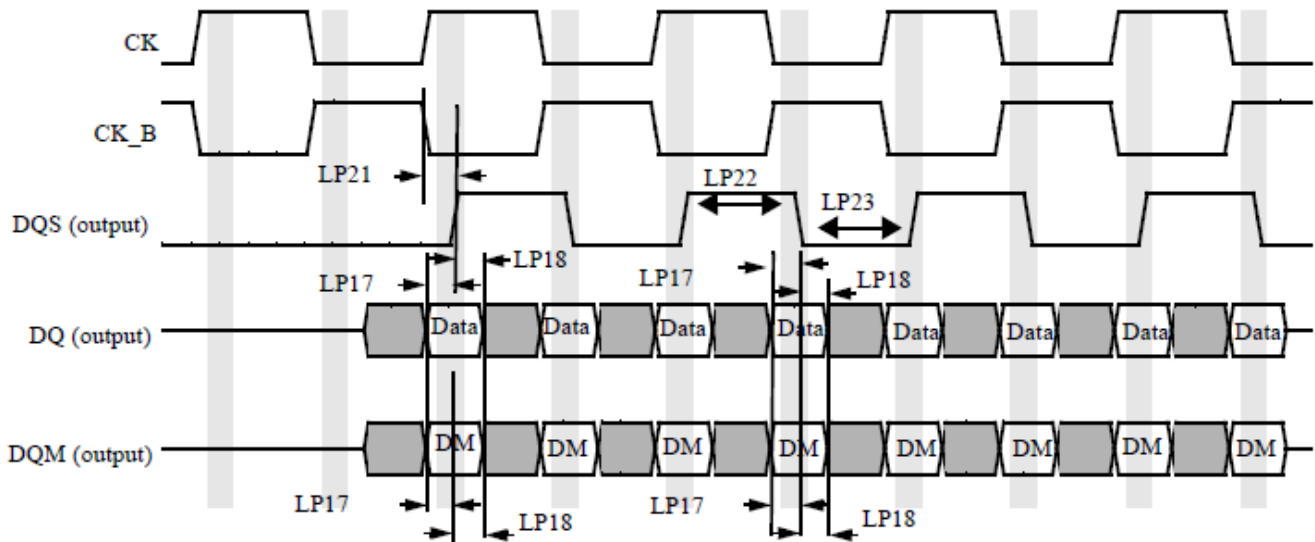 CK
CK_B
LP21
LP22
LP23
DQS (output)
LP17
LP18
LP17
LP18
DQ (output)
Data
Data
Data
Data
Data
Data
Data
Data
DQM (output)
DM
DM
DM
DM
DM
DM
DM
DM
LP17
LP18
LP17
LP18